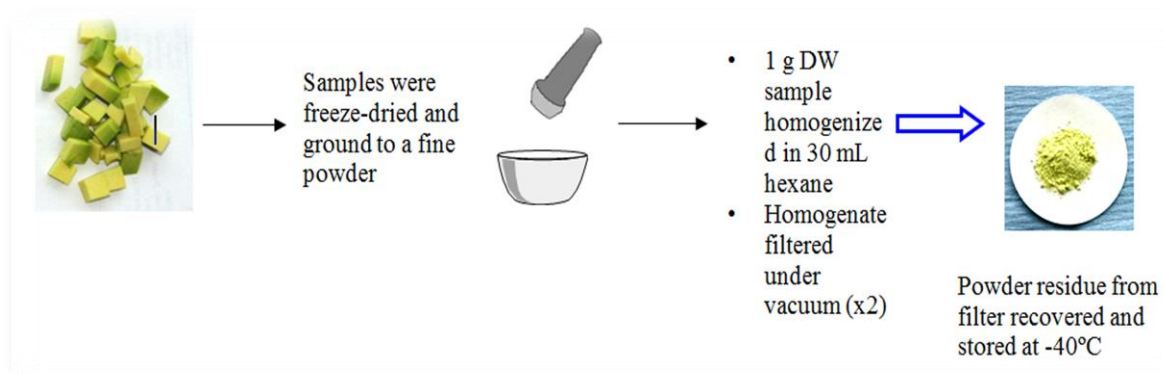 Samples were
freeze-dried and
ground to a fine
powder
• 1 g DW
sample
homogenize
d in 30 mL
hexane
• Homogenate
filtered
under
vacuum (x2)
Powder residue from
filter recovered and
stored at -40ºC